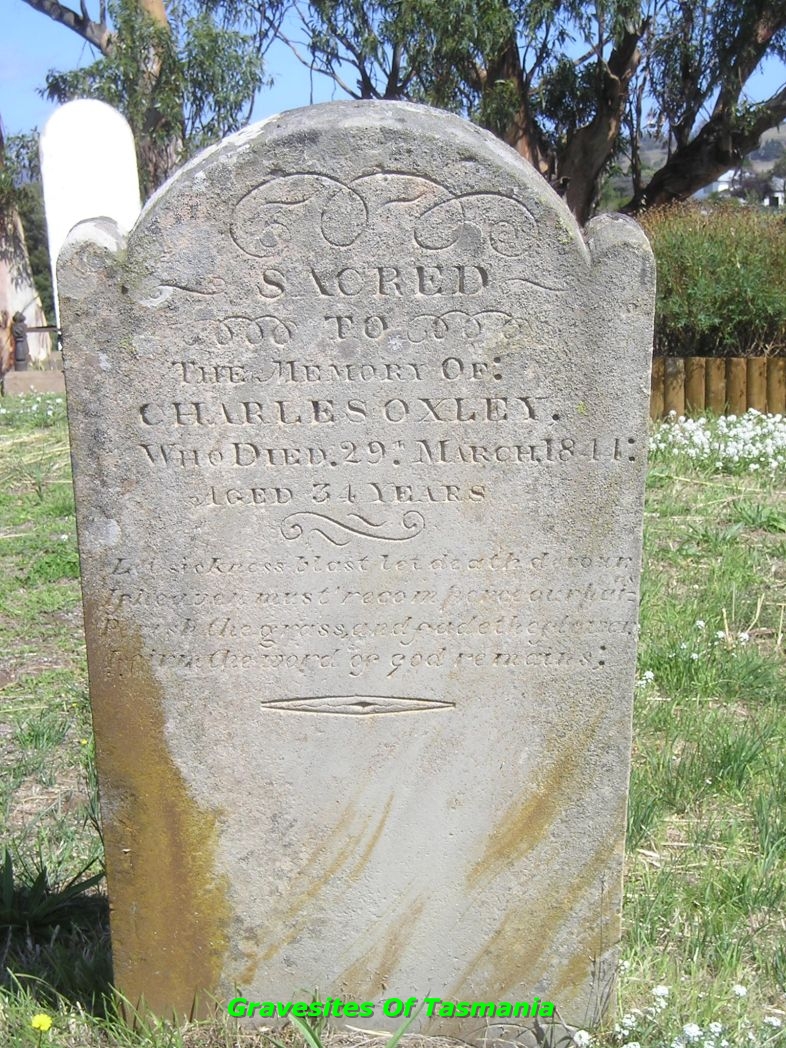 SACRED
TO
THE MEMORY OF:
CHARLES OXLEY.
WHO DIED. 29TH MARCH. 1844:
AGED 34 YEARS
Let sickness blast let death devour
If heaven must recompence our pains
Perish the grass, and fade the flower
If firm the word of god remains;
Gravesites Of Tasmania